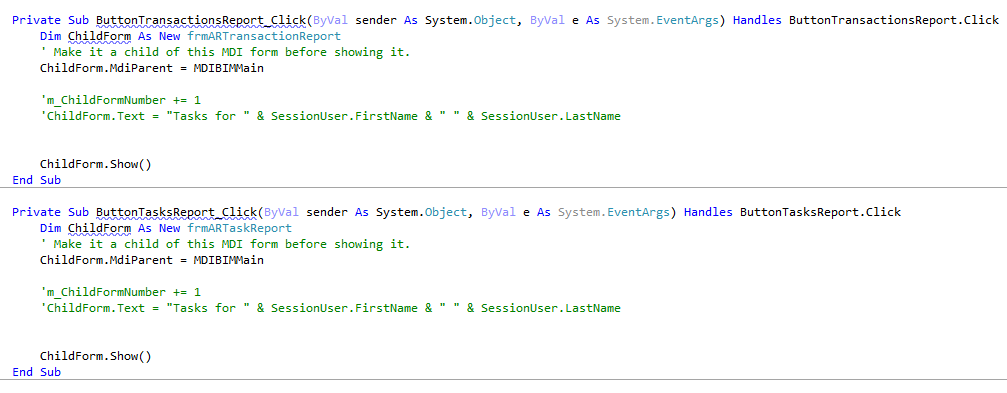 Private Sub ButtonTransactionsReport_Click(ByVal sender As System.Object, ByVal e As System.EventArgs) Handles ButtonTransactionsReport.Click
Dim ChildForm As New frmARTransactionReport
' Make it a child of this MDI form before showing it.
ChildForm.MdiParent = MDIBIMMain
'm_ChildFormNumber += 1
'ChildForm.Text = "Tasks for " & SessionUser.FirstName & " " & SessionUser.LastName
ChildForm.Show()
End Sub
Private Sub ButtonTasksReport_Click(ByVal sender As System.Object, ByVal e As System.EventArgs) Handles ButtonTasksReport.Click
Dim ChildForm As New frmARTaskReport
' Make it a child of this MDI form before showing it.
ChildForm.MdiParent = MDIBIMMain
'm_ChildFormNumber += 1
'ChildForm.Text = "Tasks for " & SessionUser.FirstName & " " & SessionUser.LastName
ChildForm.Show()
End Sub